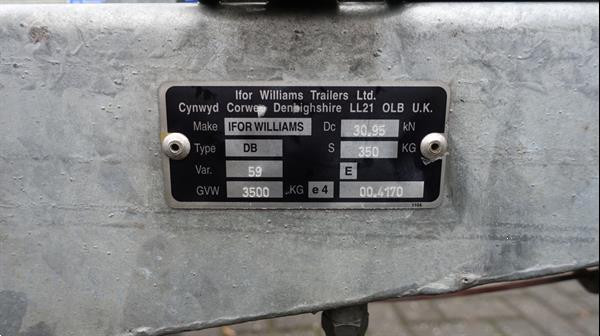 Ifor Williams Trailers Ltd.
Cynwyd Corwen Denbighshire LL21 OLB U.K.
Make IFOR WILLIAMS Dc 30.95 kN
Type DB S 350 KG
Var. 59 E
GVW 3500 KG e4 00.4170
1104